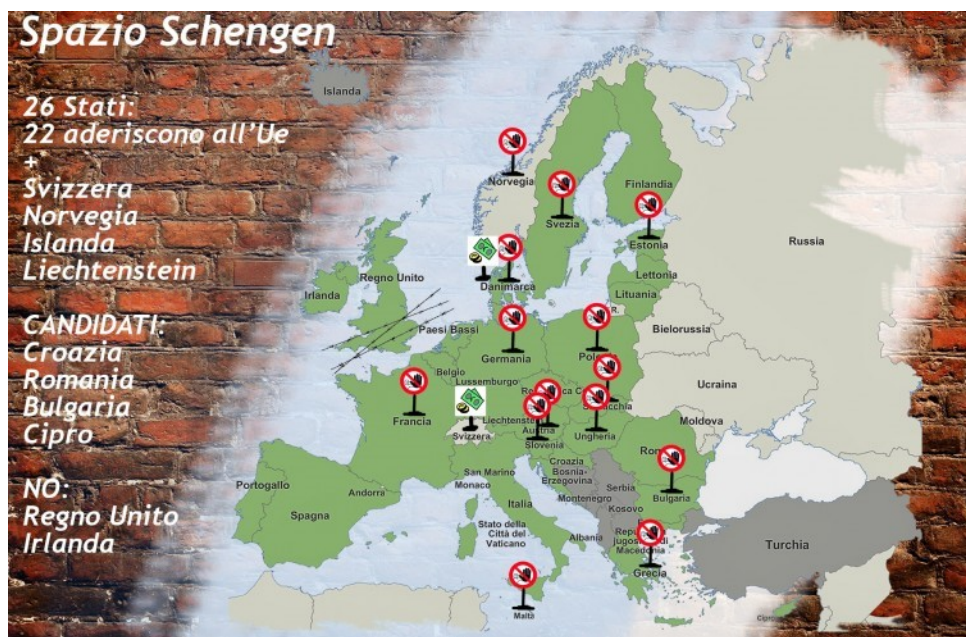 Spazio Schengen
26 Stati:
22 aderiscono all'Ue
+
Svizzera
Norvegia
Islanda
Liechtenstein
CANDIDATI:
Croazia
Romania
Bulgaria
Cipro
NO:
Regno Unito
Irlanda
Islanda
Norvegia
Finlandia
Svezia
Russia
Estonia
Lettonia
Regno Unito
Danimarca
Lituania
Irlanda
R.
Paesi Bassi
Bielorussia
Germania
Belgio
Lussemburgo
Ucraina
Francia
Liechtenstein
Moldova
Svizzera
Austria
Ungheria
Slovenia
Croazia
Bosnia-
Erzegovina
San Marino
Monaco
Serbia
Bulgaria
Portogallo
Andorra
Montenegro
Kosovo
Spagna
Italia
Stato della
Città del
Vaticano
Albania
Macedonia
Turchia
Grecia
Malta
Cipro